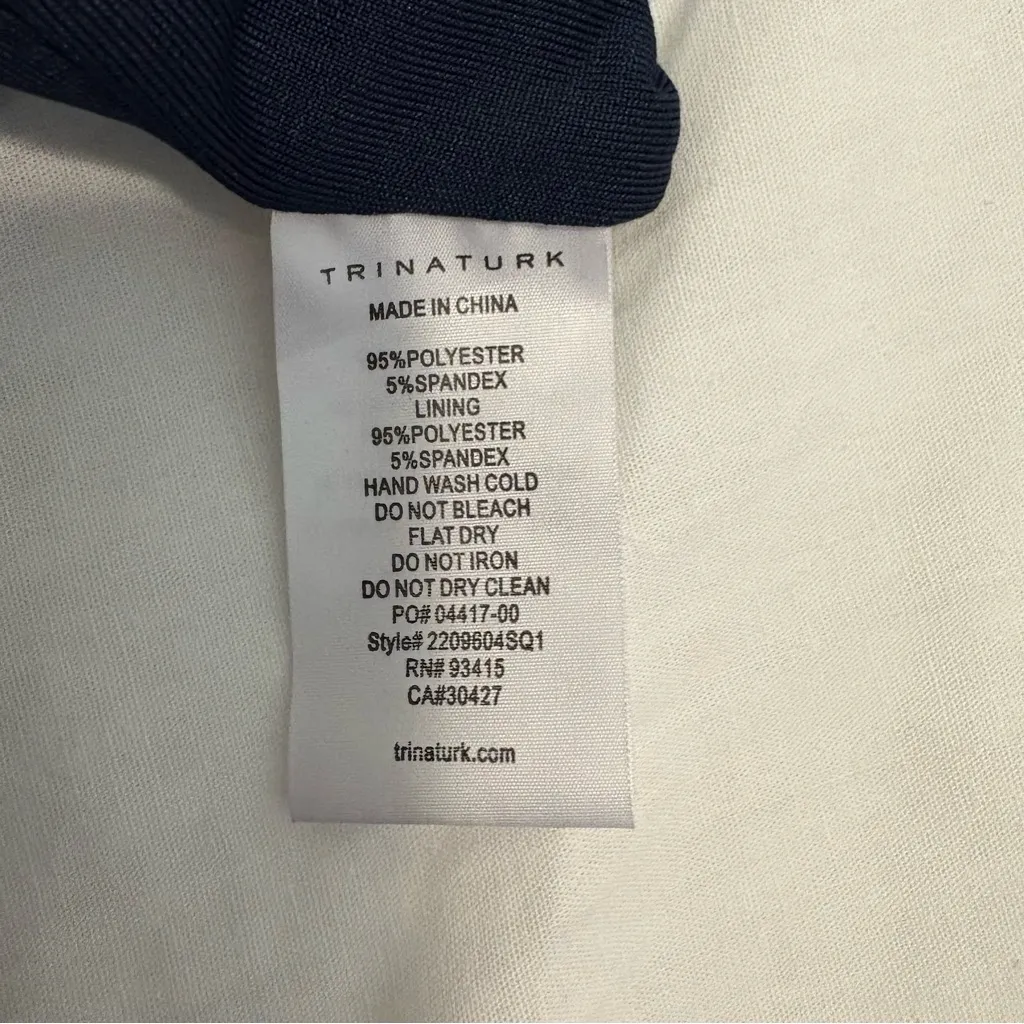 TRINATURK
MADE IN CHINA
95%POLYESTER
5%SPANDEX
LINING
95%POLYESTER
5%SPANDEX
HAND WASH COLD
DO NOT BLEACH
FLAT DRY
DO NOT IRON
DO NOT DRY CLEAN
PO# 04417-00
Style# 2209604SQ1
RN# 93415
CA#30427
trinaturk.com